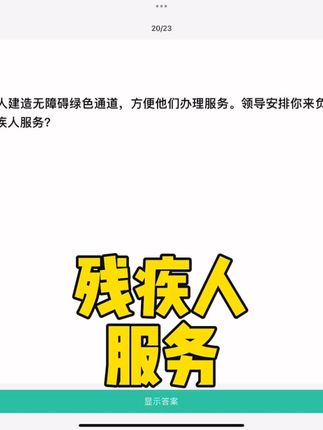 20/23
人建造无障碍绿色通道，方便他们办理服务。领导安排你来负
疾人服务？
残疾人
服务
显示答案